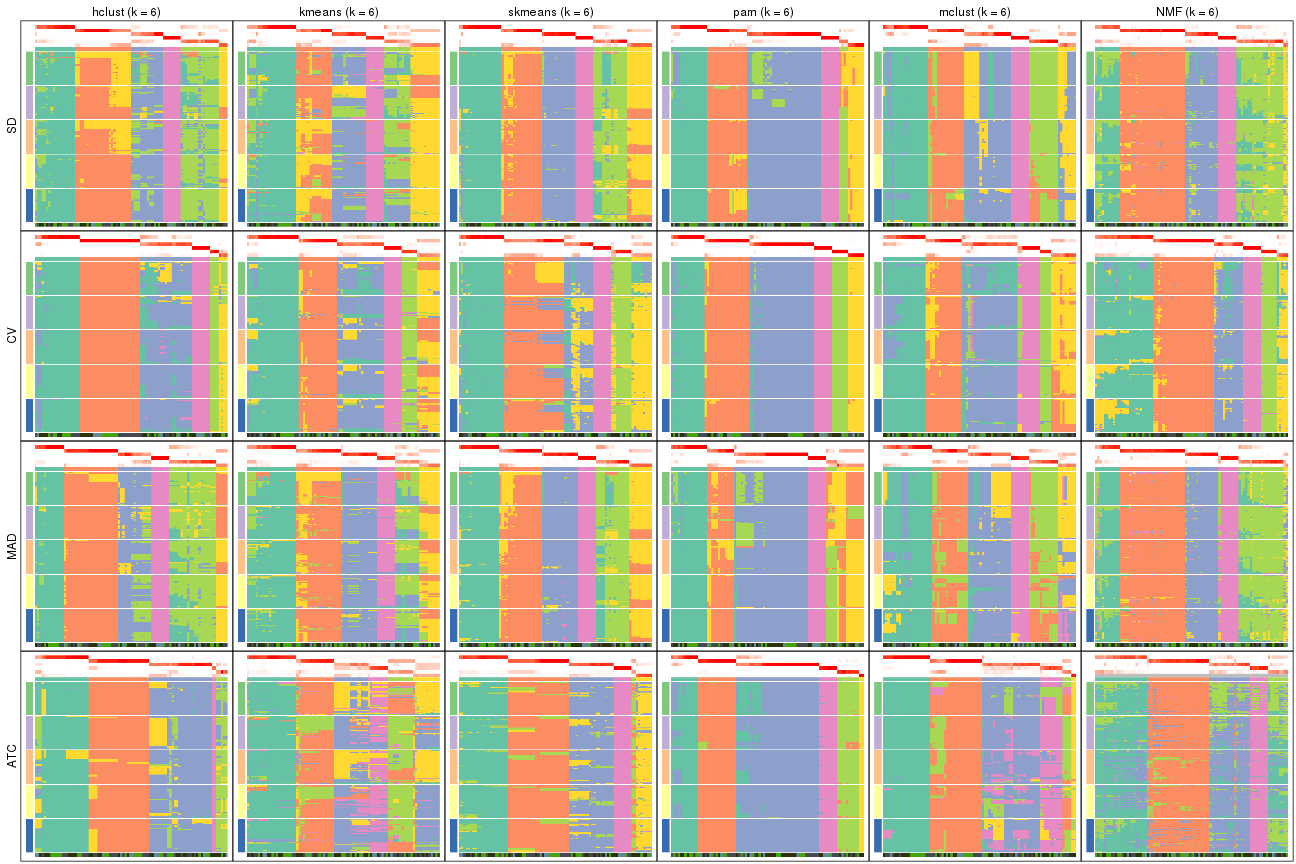 hclust (k = 6) kmeans (k = 6) skmeans (k = 6) pam (k = 6) mclust (k = 6) NMF (k = 6)
SD
CV
MAD
ATC